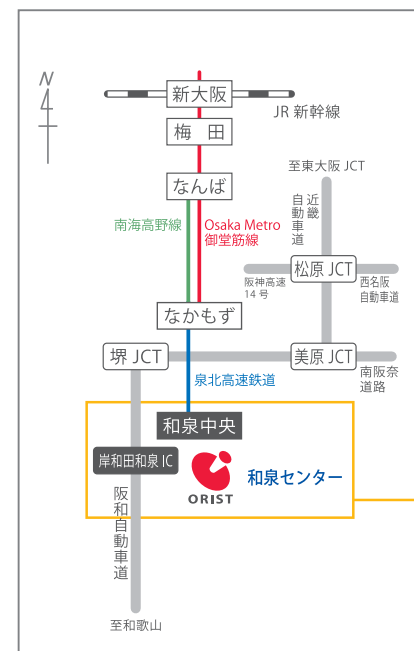 N
新大阪
JR 新幹線
梅田
至東大阪 JCT
なんば
近畿
自動車道
南海高野線
Osaka Metro
御堂筋線
松原 JCT
阪神高速
14 号
西名阪
自動車道
なかもず
堺 JCT
美原 JCT
泉北高速鉄道
南阪奈
道路
和泉中央
岸和田和泉 IC
和泉センター
ORIST
阪和自動車道
至和歌山